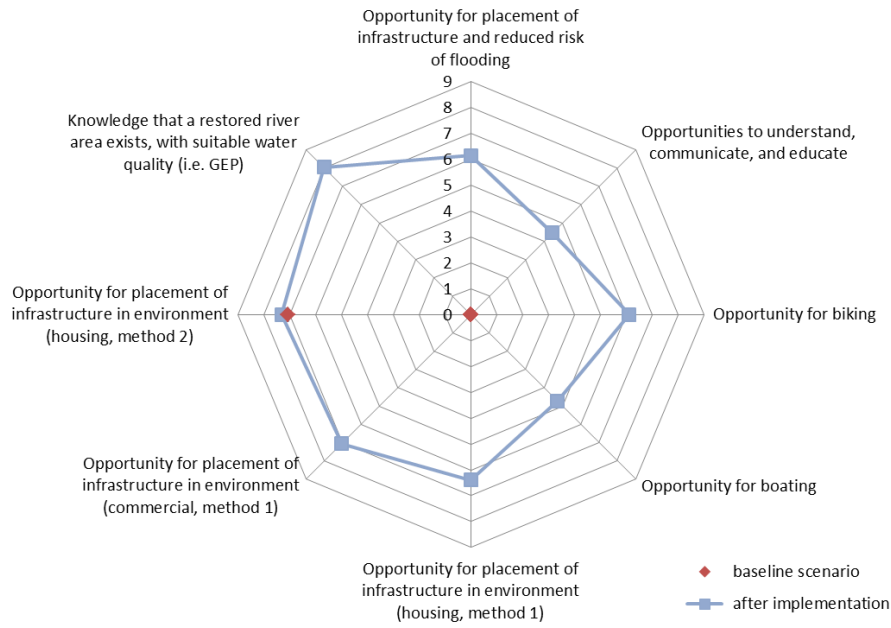 Opportunity for placement of
infrastructure and reduced risk
of flooding
9
8
7
6
5
4
3
2
1
0
Opportunities to understand,
communicate, and educate
Opportunity for biking
Opportunity for boating
Opportunity for placement of
infrastructure in environment
(housing, method 1)
Opportunity for placement of
infrastructure in environment
(commercial, method 1)
Opportunity for placement of
infrastructure in environment
(housing, method 2)
Knowledge that a restored river
area exists, with suitable water
quality (i.e. GEP)
baseline scenario
after implementation